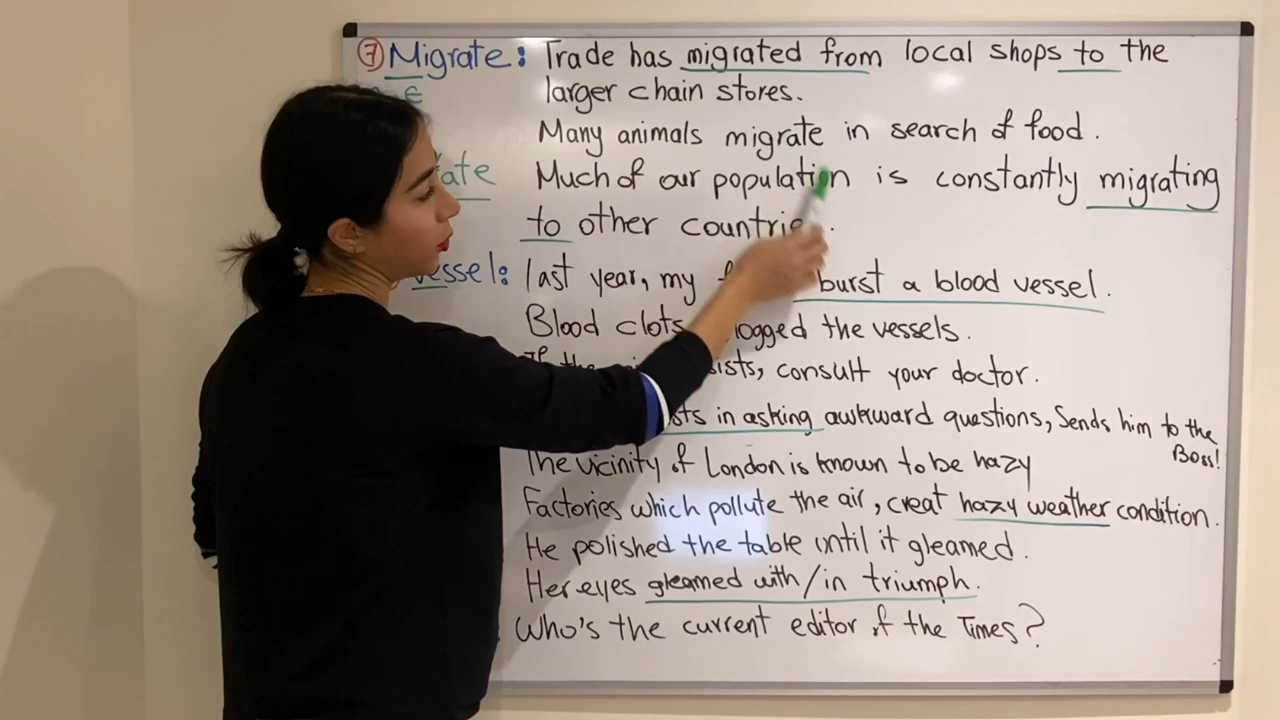 ⑦ Migrate: Trade has migrated from local shops to the
larger chain stores.
Many animals migrate in search of food.
Much of our population is constantly migrating
to other countrie.
vessel: last year, my burst a blood vessel.
Blood clots logged the vessels.
If the sists, consult your doctor.
sts in asking awkward questions, Sends him to the
Boss!
The vicinity of London is known to be hazy
Factories which pollute the air, creat hazy weather condition.
He polished the table until it gleamed.
Her eyes gleamed with/in triumph.
Who's the current editor of the Times?